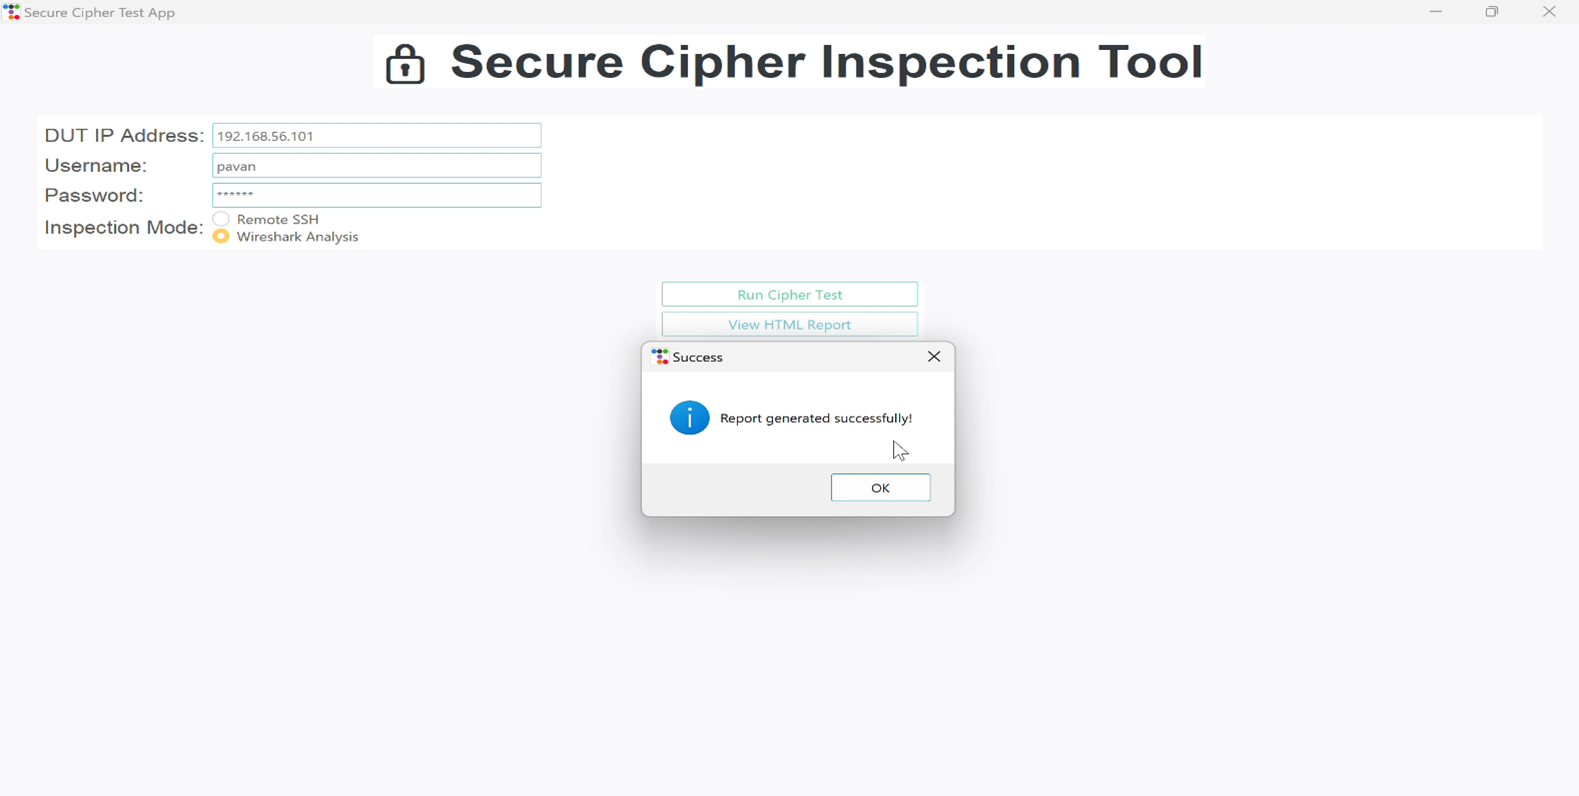 Secure Cipher Test App
Secure Cipher Inspection Tool
DUT IP Address: 192.168.56.101
Username: pavan
Password: ******
Inspection Mode: Remote SSH
Wireshark Analysis
Run Cipher Test
View HTML Report
Success
Report generated successfully!
OK